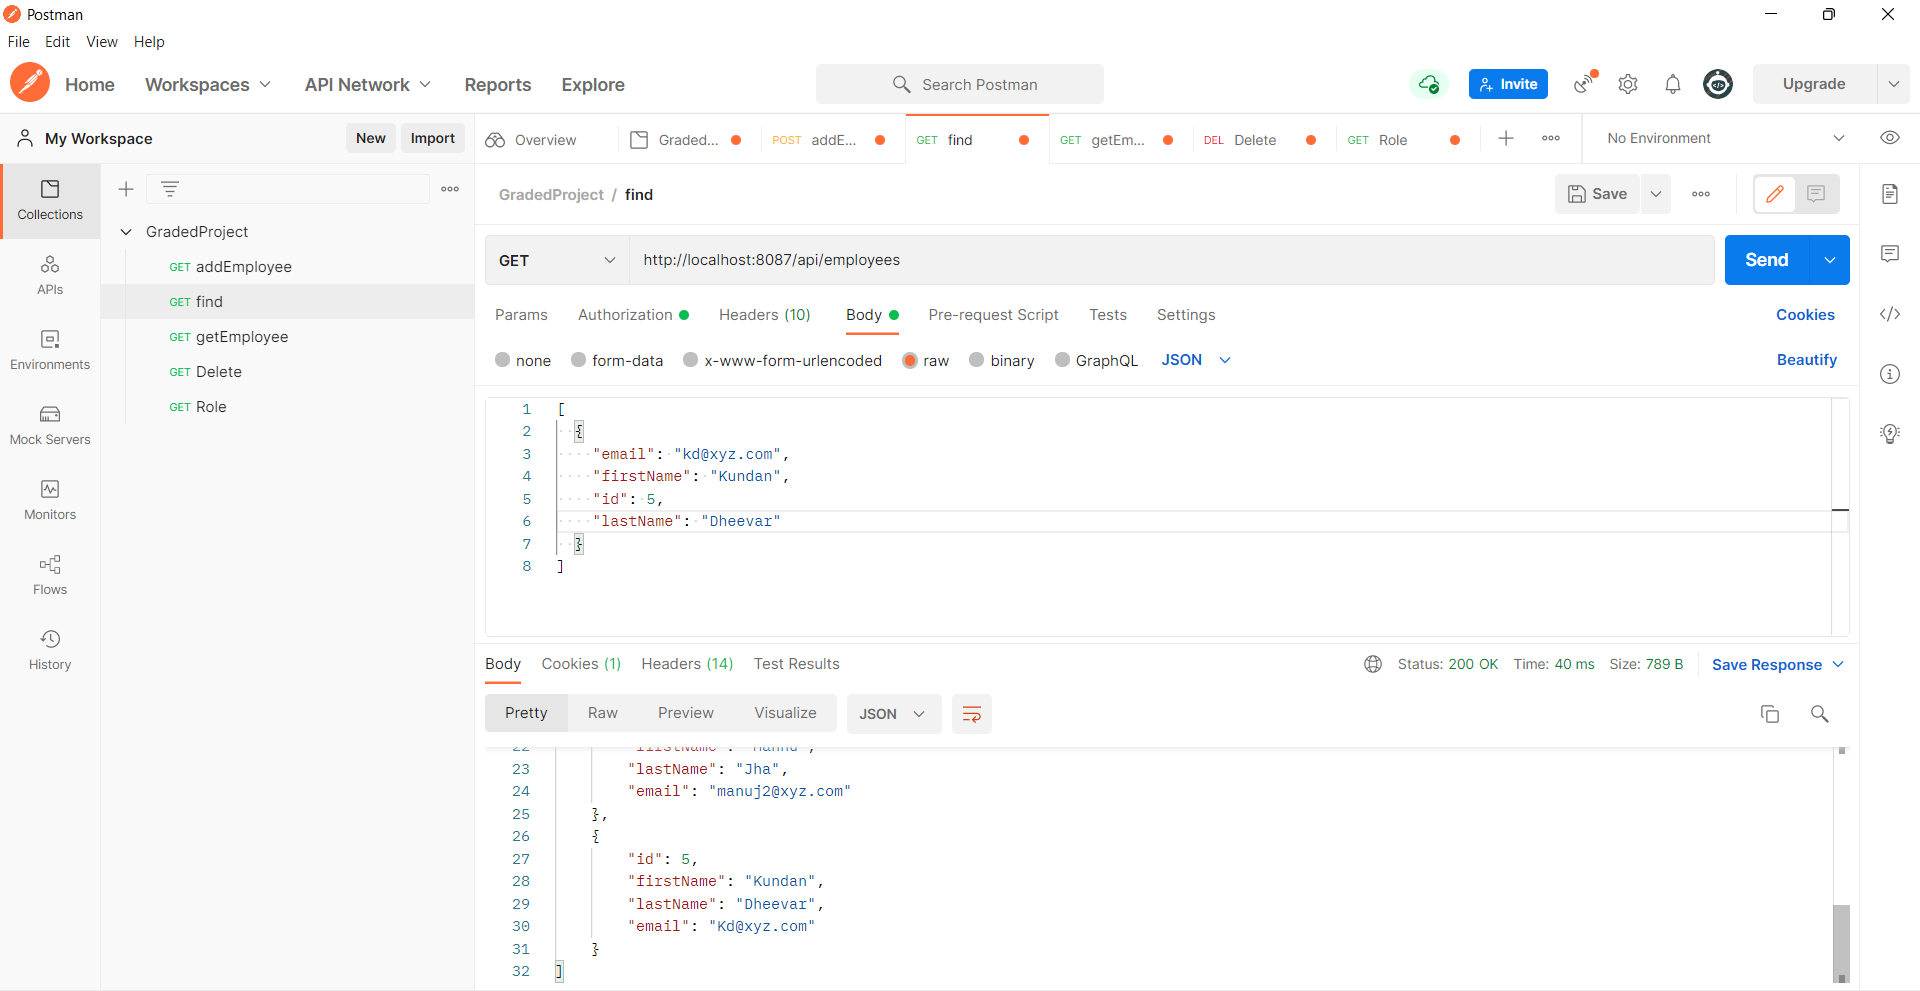 Postman
File Edit View Help
Home Workspaces API Network Reports Explore Search Postman Invite Upgrade
My Workspace New Import Overview Graded... POST addE... GET find GET getEm... DEL Delete GET Role No Environment
Collections
APIs
Environments
Mock Servers
Monitors
Flows
History
GradedProject
GET addEmployee
GET find
GET getEmployee
GET Delete
GET Role
GradedProject / find Save
GET http://localhost:8087/api/employees Send
Params Authorization Headers (10) Body Pre-request Script Tests Settings Cookies
none form-data x-www-form-urlencoded raw binary GraphQL JSON Beautify
1 [
2 {
3 "email": "kd@xyz.com",
4 "firstName": "Kundan",
5 "id": 5,
6 "lastName": "Dheevar"
7 }
8 ]
Body Cookies (1) Headers (14) Test Results Status: 200 OK Time: 40 ms Size: 789 B Save Response
Pretty Raw Preview Visualize JSON
22 "firstName": "Mannu",
23 "lastName": "Jha",
24 "email": "manuj2@xyz.com"
25 },
26 {
27 "id": 5,
28 "firstName": "Kundan",
29 "lastName": "Dheevar",
30 "email": "Kd@xyz.com"
31 }
32 ]